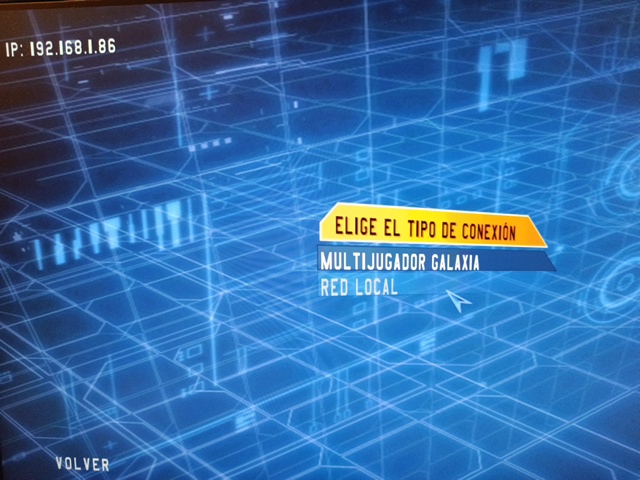 IP: 192.168.1.86
ELIGE EL TIPO DE CONEXIÓN
MULTIJUGADOR GALAXIA
RED LOCAL
VOLVER